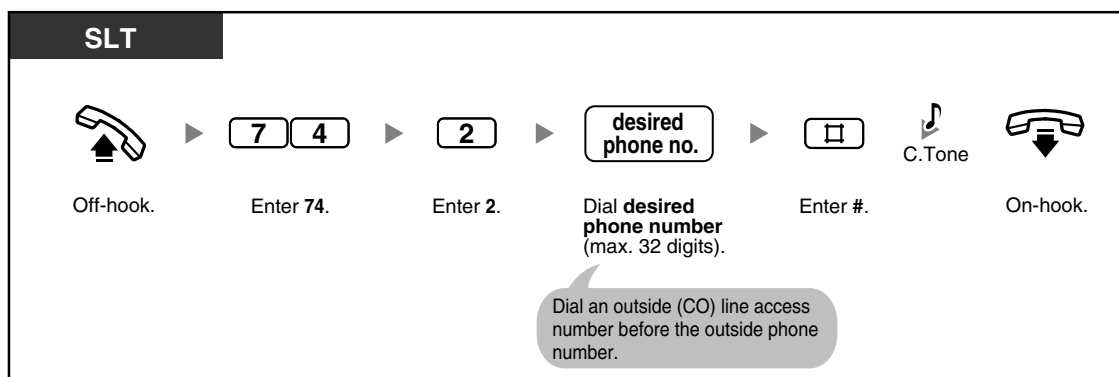 SLT
7 4
2
desired
phone no.
#
C.Tone
Off-hook.
Enter 74.
Enter 2.
Dial desired
phone number
(max. 32 digits).
Enter #.
On-hook.
Dial an outside (CO) line access
number before the outside phone
number.